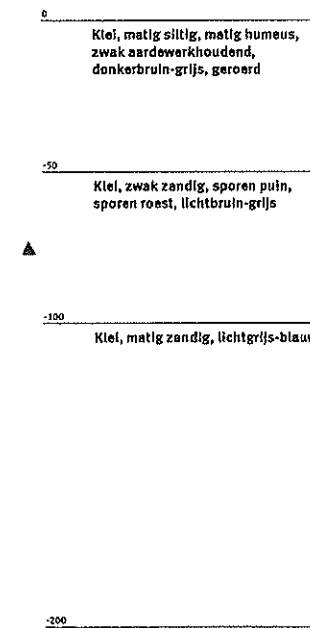 0
Klei, matig siltig, matig humeus,
zwak aardewerkhoudend,
donkerbruin-grijs, geroerd
-50
Klei, zwak zandig, sporen puin,
sporen roest, lichtbruin-grijs
-100
Klei, matig zandig, lichtgrijs-blauw
-200